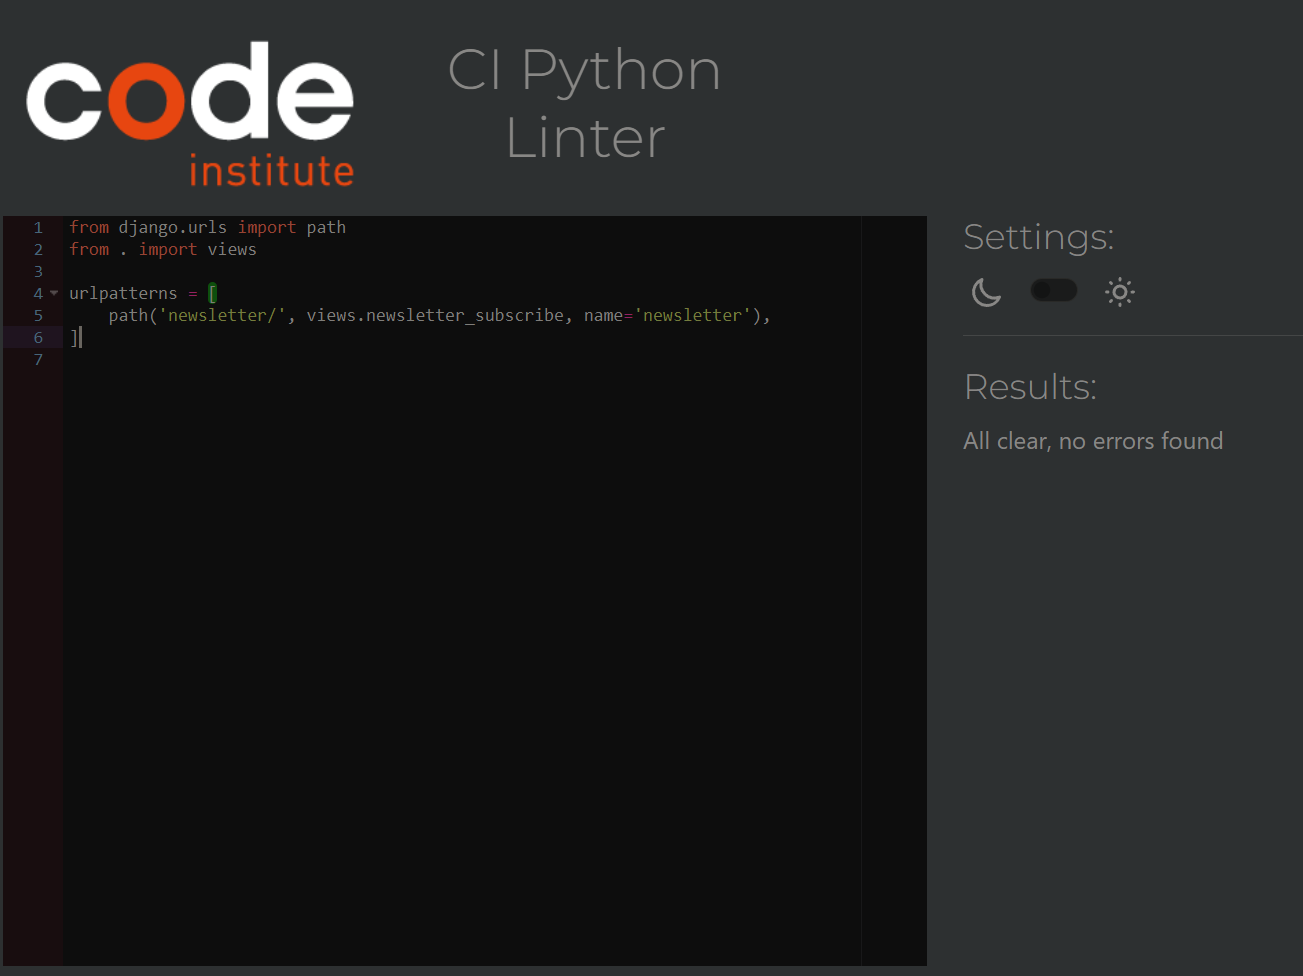 code
institute
CI Python
Linter
1 from django.urls import path
2 from . import views
3
4 urlpatterns = [
5     path('newsletter/', views.newsletter_subscribe, name='newsletter'),
6 ]
7
Settings:
Results:
All clear, no errors found